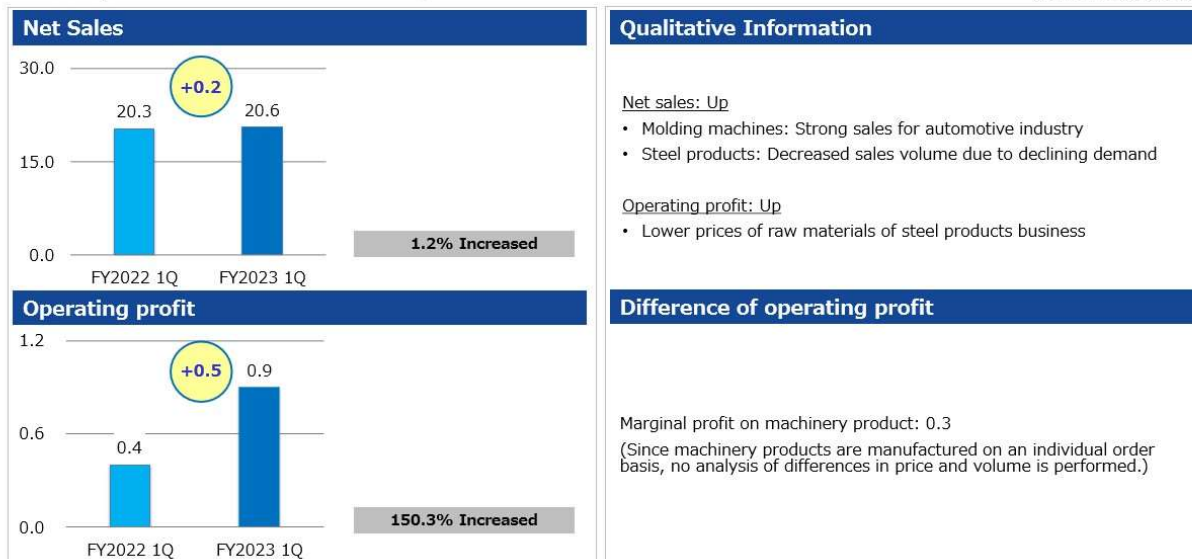 Net Sales
30.0
+0.2
20.3
20.6
15.0
1.2% Increased
0.0
FY2022 1Q
FY2023 1Q
Operating profit
1.2
+0.5
0.9
0.6
0.4
150.3% Increased
0.0
FY2022 1Q
FY2023 1Q
Qualitative Information
Net sales: Up
• Molding machines: Strong sales for automotive industry
• Steel products: Decreased sales volume due to declining demand
Operating profit: Up
• Lower prices of raw materials of steel products business
Difference of operating profit
Marginal profit on machinery product: 0.3
(Since machinery products are manufactured on an individual order
basis, no analysis of differences in price and volume is performed.)